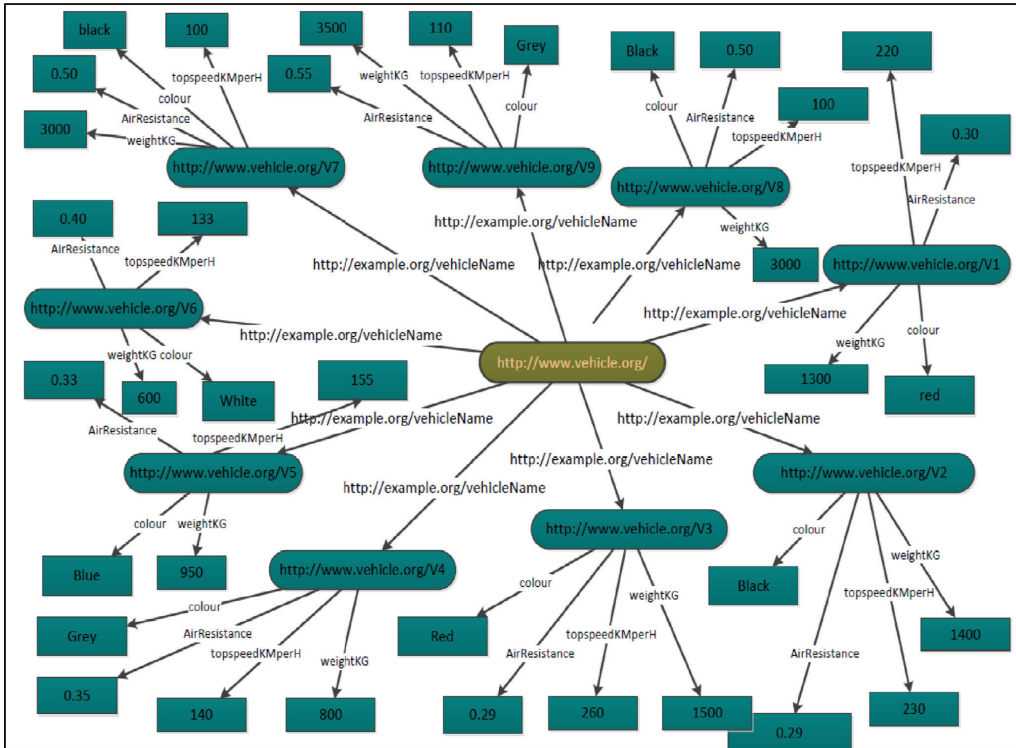 black
100
3500
110
Grey
Black
0.50
220
0.50
0.55
weightKG
topspeedKMperH
topspeedKMperH
colour
AirResistance
AirResistance
colour
colour
AirResistance
100
topspeedKMperH
3000
weightKG
0.30
http://www.vehicle.org/V7
http://www.vehicle.org/V9
http://www.vehicle.org/V8
topspeedKMperH
AirResistance
0.40
133
AirResistance
topspeedKMperH
http://example.org/vehicleName
weightKG
3000
http://www.vehicle.org/V1
http://example.org/vehicleName
http://example.org/vehicleName
http://www.vehicle.org/V6
http://example.org/vehicleName
http://example.org/vehicleName
weightKG
colour
weightKG
colour
http://www.vehicle.org/
0.33
600
White
155
1300
red
AirResistance
topspeedKMperH
http://example.org/vehicleName
http://example.org/vehicleName
http://www.vehicle.org/V5
http://example.org/vehicleName
http://www.vehicle.org/V2
http://example.org/vehicleName
colour
weightKG
http://www.vehicle.org/V3
Blue
950
http://www.vehicle.org/V4
colour
weightKG
colour
weightKG
Black
colour
AirResistance
topspeedKMperH
weightKG
Grey
Red
topspeedKMperH
AirResistance
topspeedKMperH
AirResistance
1400
0.35
140
800
0.29
260
1500
0.29
230